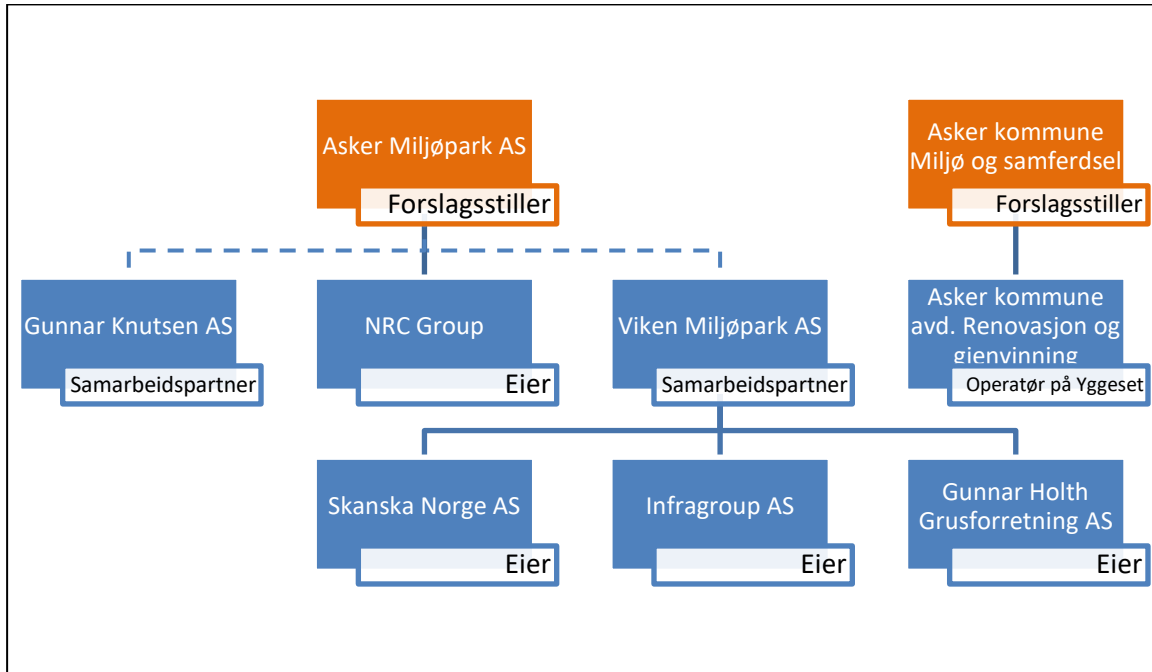 Asker Miljøpark AS
Forslagsstiller
Asker kommune
Miljø og samferdsel
Forslagsstiller
Gunnar Knutsen AS
Samarbeidspartner
NRC Group
Eier
Viken Miljøpark AS
Samarbeidspartner
Asker kommune
avd. Renovasjon og
gjenvinning
Operatør på Yggeset
Skanska Norge AS
Eier
Infragroup AS
Eier
Gunnar Holth
Grusforretning AS
Eier